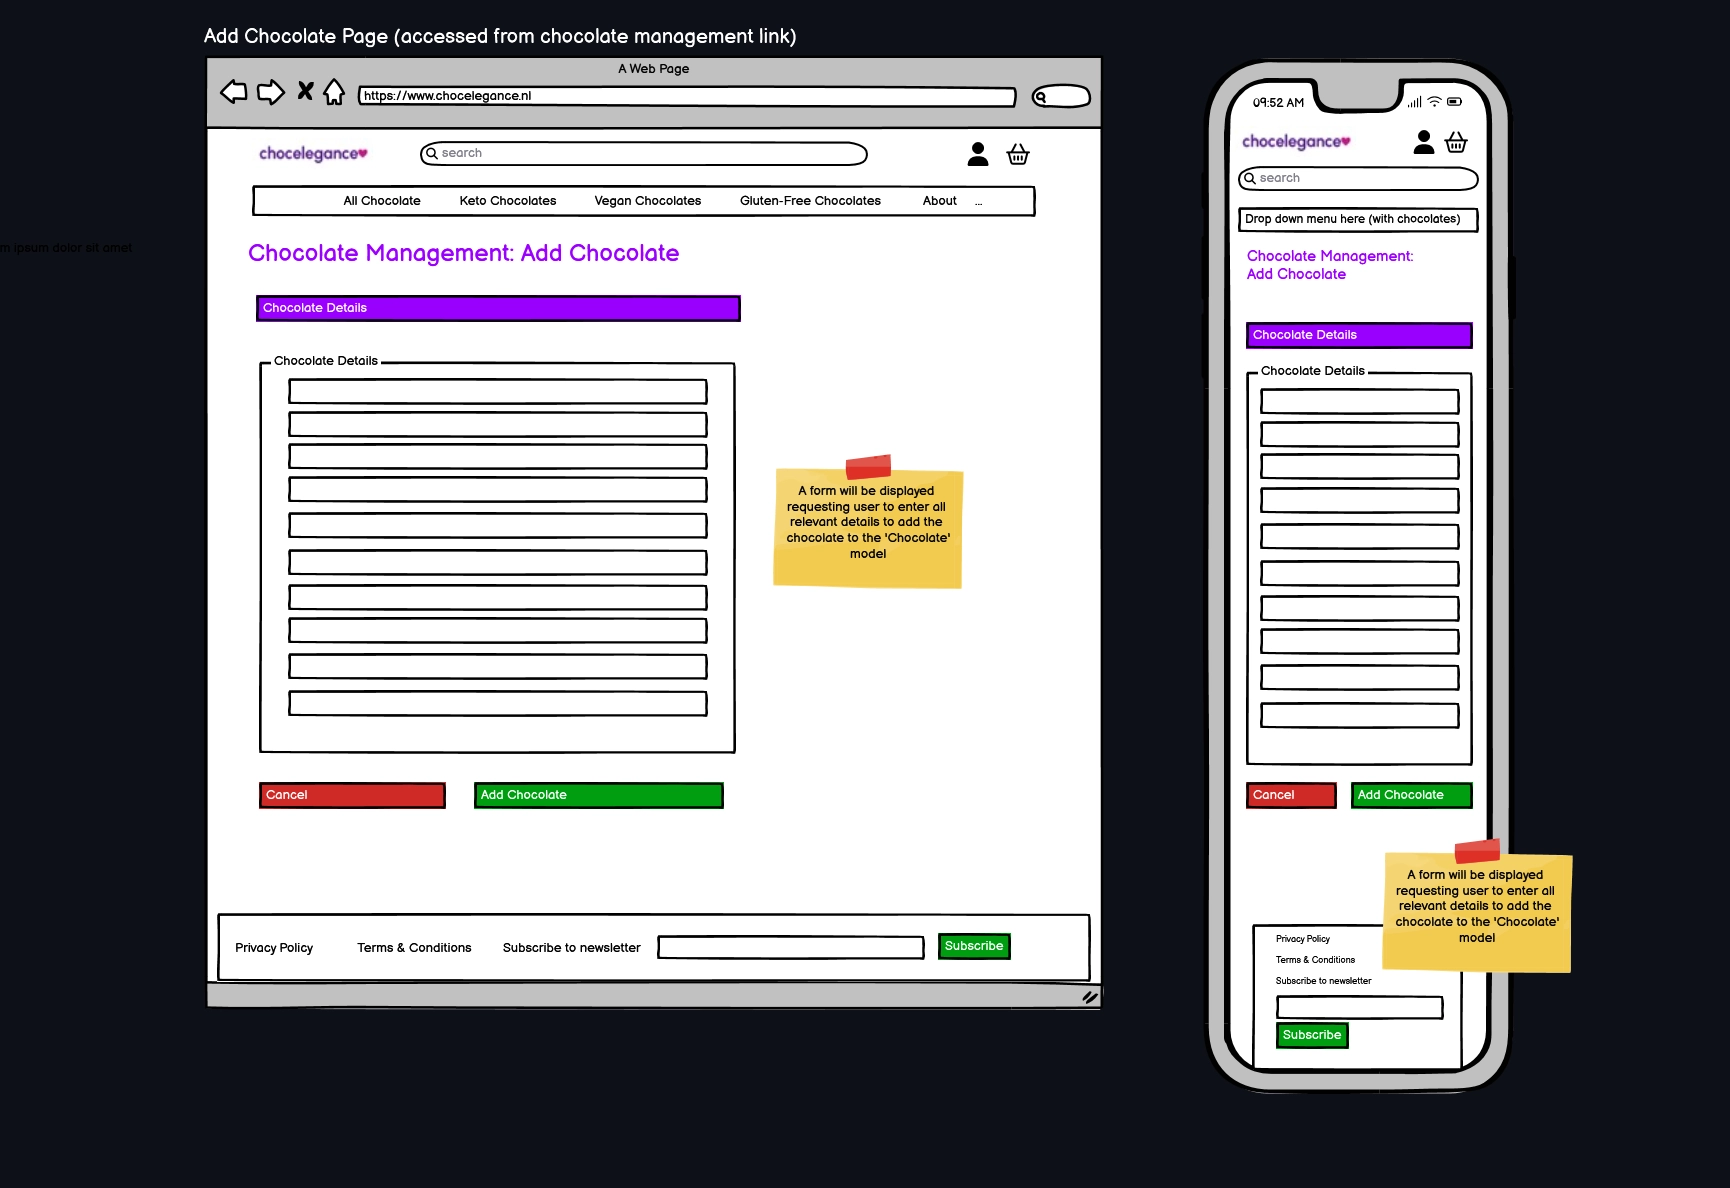 Add Chocolate Page (accessed from chocolate management link)
A Web Page
https://www.chocelegance.nl
chocelegance
search
All Chocolate Keto Chocolates Vegan Chocolates Gluten-Free Chocolates About ...
m ipsum dolor sit amet
Chocolate Management: Add Chocolate
Chocolate Details
Chocolate Details
A form will be displayed
requesting user to enter all
relevant details to add the
chocolate to the 'Chocolate'
model
Cancel Add Chocolate
Privacy Policy Terms & Conditions Subscribe to newsletter Subscribe
09:52 AM
chocelegance
search
Drop down menu here (with chocolates)
Chocolate Management:
Add Chocolate
Chocolate Details
Chocolate Details
Cancel Add Chocolate
A form will be displayed
requesting user to enter all
relevant details to add the
chocolate to the 'Chocolate'
model
Privacy Policy
Terms & Conditions
Subscribe to newsletter
Subscribe